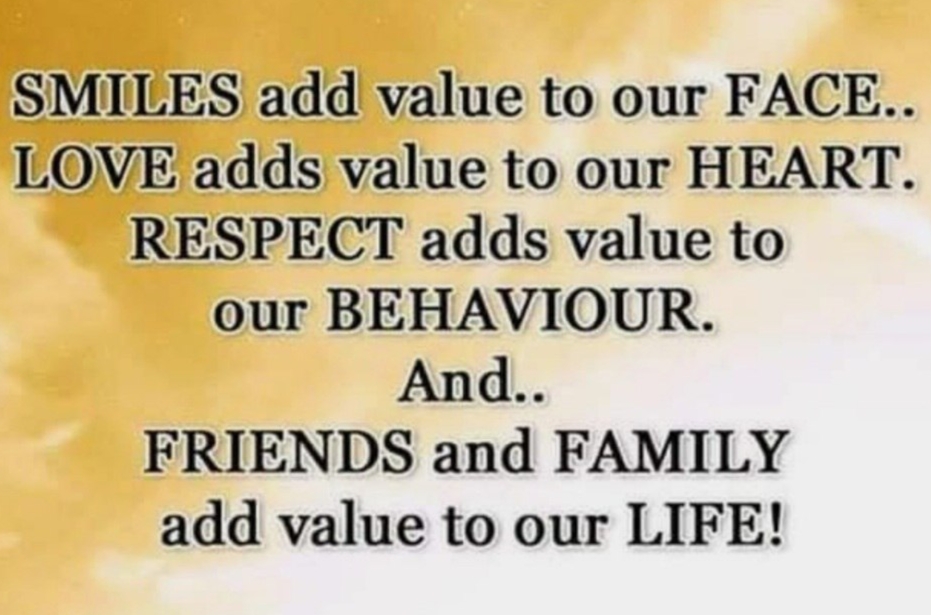 SMILES add value to our FACE..
LOVE adds value to our HEART.
RESPECT adds value to
our BEHAVIOUR.
And..
FRIENDS and FAMILY
add value to our LIFE!